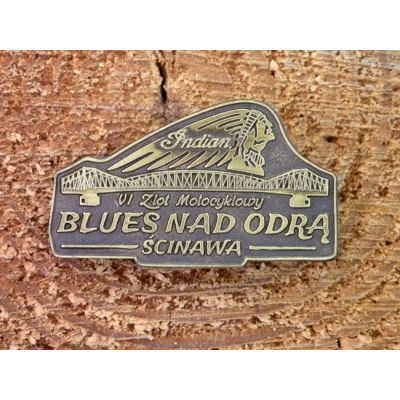 Indian
VI Zlot Motocyklowy
BLUES NAD ODRĄ
ŚCINAWA